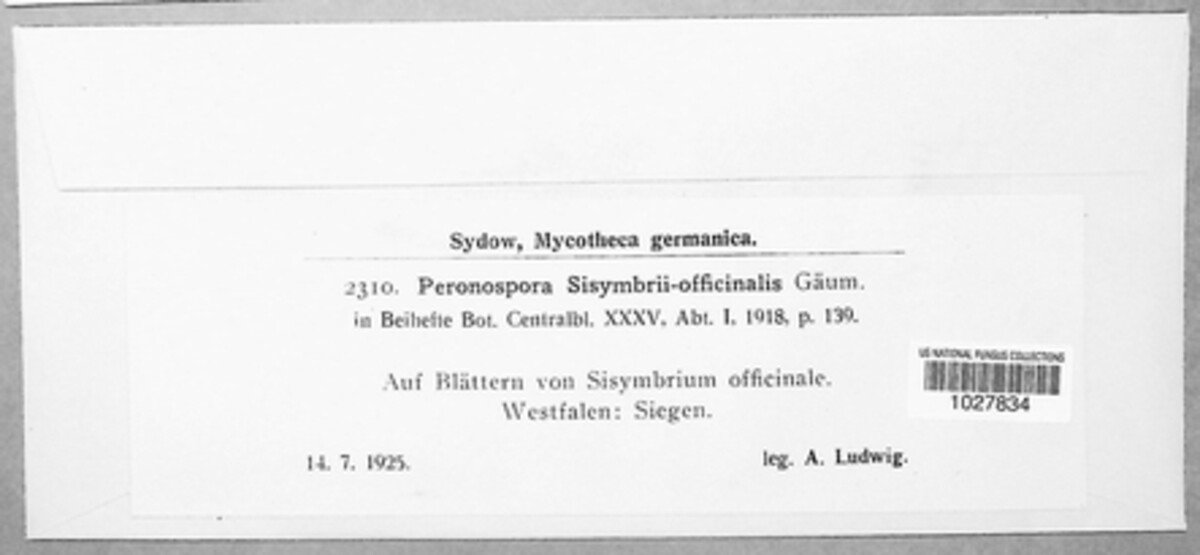 Sydow, Mycotheca germanica.
2310. Peronospora Sisymbrii-officinalis Gäum.
in Beihefte Bot. Centralbl. XXXV, Abt. I, 1918, p. 139.
US NATIONAL FUNGUS COLLECTIONS
1027834
Auf Blättern von Sisymbrium officinale.
Westfalen: Siegen.
14. 7. 1925.
leg. A. Ludwig.